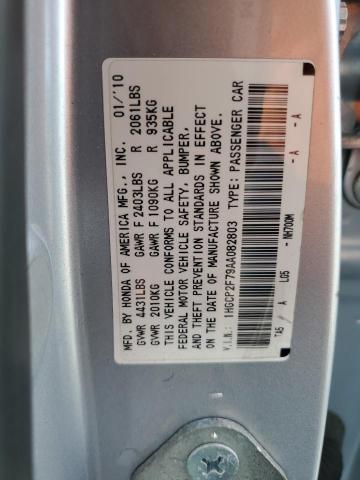 MFD. BY HONDA OF AMERICA MFG., INC. 01/'10
GVWR 4431LBS GAWR F 2403LBS R 2061LBS
GVWR 2010KG GAWR F 1090KG R 935KG
THIS VEHICLE CONFORMS TO ALL APPLICABLE
FEDERAL MOTOR VEHICLE SAFETY, BUMPER,
AND THEFT PREVENTION STANDARDS IN EFFECT
ON THE DATE OF MANUFACTURE SHOWN ABOVE.
V.I.N.: 1HGCP2F79AA082803 TYPE: PASSENGER CAR
TA5 A L05 - NH700M - A - A